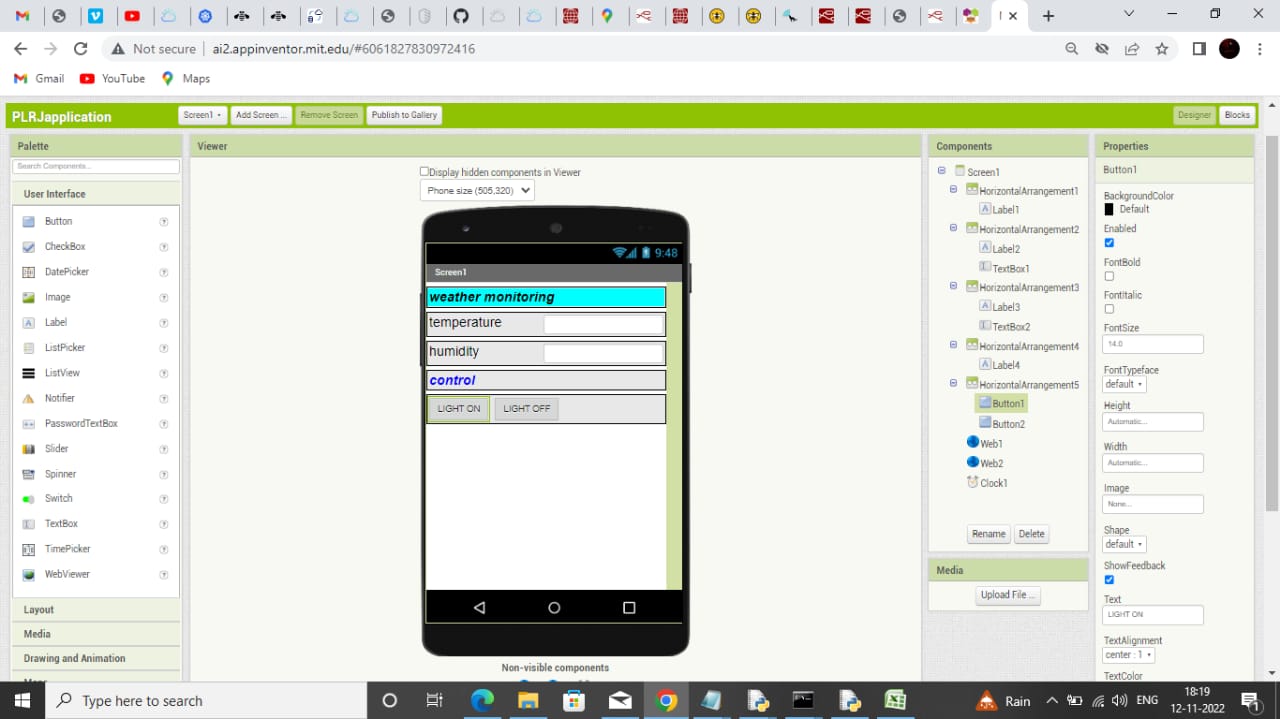 Not secure
ai2.appinventor.mit.edu/#6061827830972416
Gmail
YouTube
Maps
PLRJapplication
Screen1
Add Screen ...
Remove Screen
Publish to Gallery
Designer
Blocks
Palette
Search Components...
User Interface
Button
CheckBox
DatePicker
Image
Label
ListPicker
ListView
Notifier
PasswordTextBox
Slider
Spinner
Switch
TextBox
TimePicker
WebViewer
Layout
Media
Drawing and Animation
Viewer
Display hidden components in Viewer
Phone size (505,320)
9:48
Screen1
weather monitoring
temperature
humidity
control
LIGHT ON
LIGHT OFF
Non-visible components
Components
Screen1
HorizontalArrangement1
Label1
HorizontalArrangement2
Label2
TextBox1
HorizontalArrangement3
Label3
TextBox2
HorizontalArrangement4
Label4
HorizontalArrangement5
Button1
Button2
Web1
Web2
Clock1
Rename
Delete
Media
Upload File ...
Properties
Button1
BackgroundColor
Default
Enabled
FontBold
FontItalic
FontSize
14.0
FontTypeface
default
Height
Automatic...
Width
Automatic...
Image
None...
Shape
default
ShowFeedback
Text
LIGHT ON
TextAlignment
center : 1
TextColor
Type here to search
Rain
ENG
18:19
12-11-2022
1